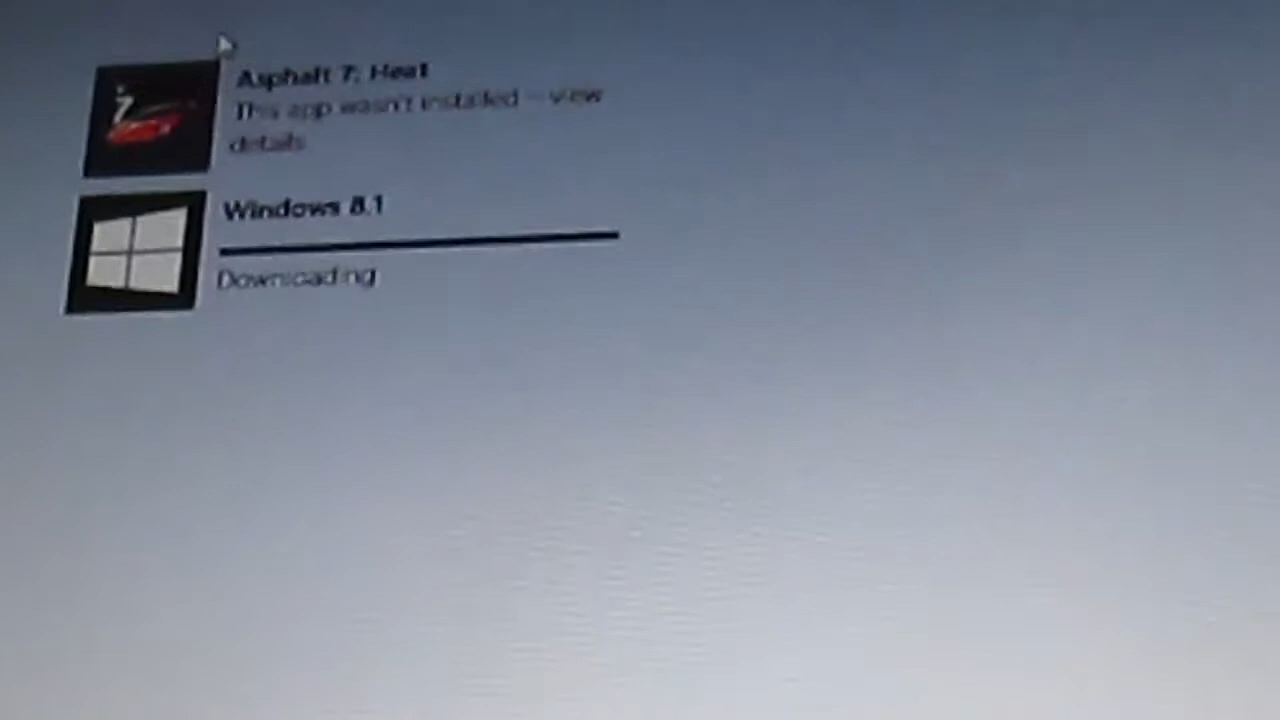 Asphalt 7: Heat
This app wasn't installed – view
details
Windows 8.1
Downloading